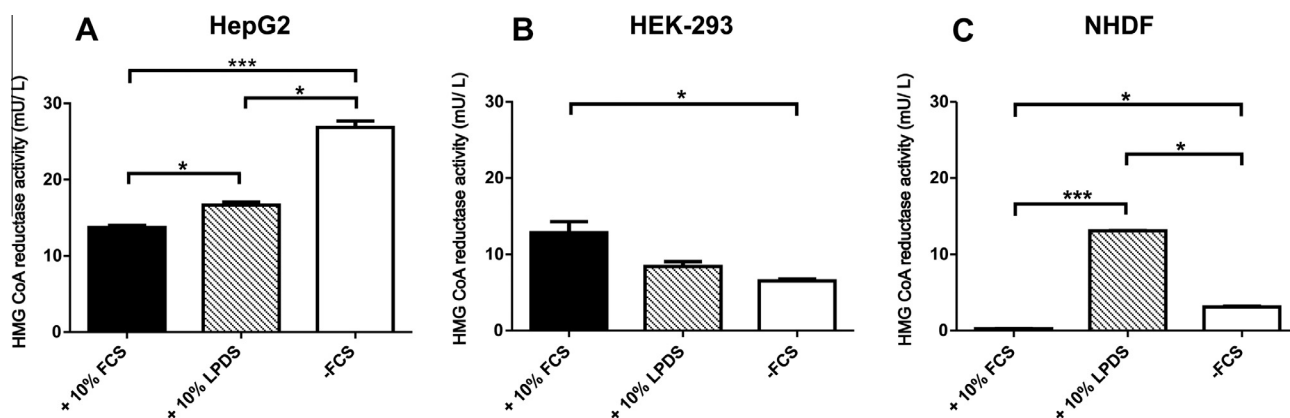 A HepG2
HMG CoA reductase activity (mU/ L)
30
20
10
0
***
*
*
+ 10% FCS
+ 10% LPDS
-FCS
B HEK-293
HMG CoA reductase activity (mU/ L)
30
20
10
0
*
+ 10% FCS
+ 10% LPDS
-FCS
C NHDF
HMG CoA reductase activity (mU/ L)
30
20
10
0
*
*
***
+ 10% FCS
+ 10% LPDS
-FCS